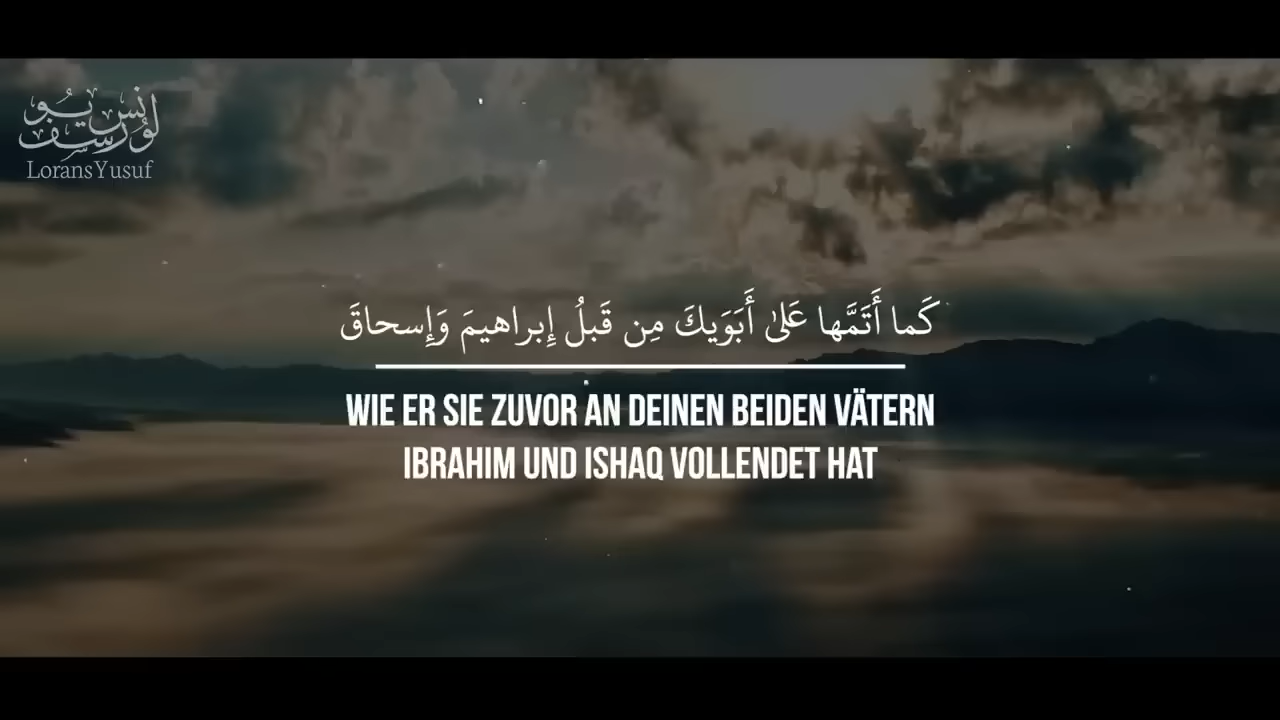 لورنس يوسف
LoransYusuf
كَما أَتَمَّها عَلىٰ أَبَوَيكَ مِن قَبلُ إِبراهيمَ وَإِسحاقَ
WIE ER SIE ZUVOR AN DEINEN BEIDEN VÄTERN
IBRAHIM UND ISHAQ VOLLENDET HAT